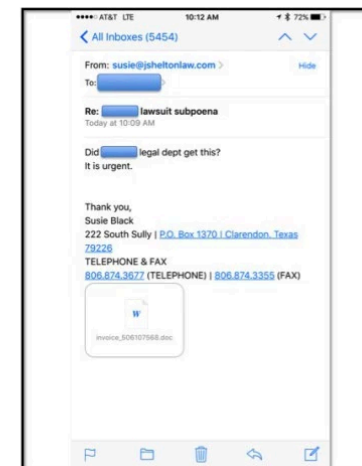 AT&T LTE 10:12 AM 72%
All Inboxes (5454)
From: susie@jsheltonlaw.com Hide
To:
Re: lawsuit subpoena
Today at 10:09 AM
Did legal dept get this?
It is urgent.
Thank you,
Susie Black
222 South Sully | P.O. Box 1370 | Clarendon, Texas
79226
TELEPHONE & FAX
806.874.3677 (TELEPHONE) | 806.874.3355 (FAX)
W
invoice_506107568.doc